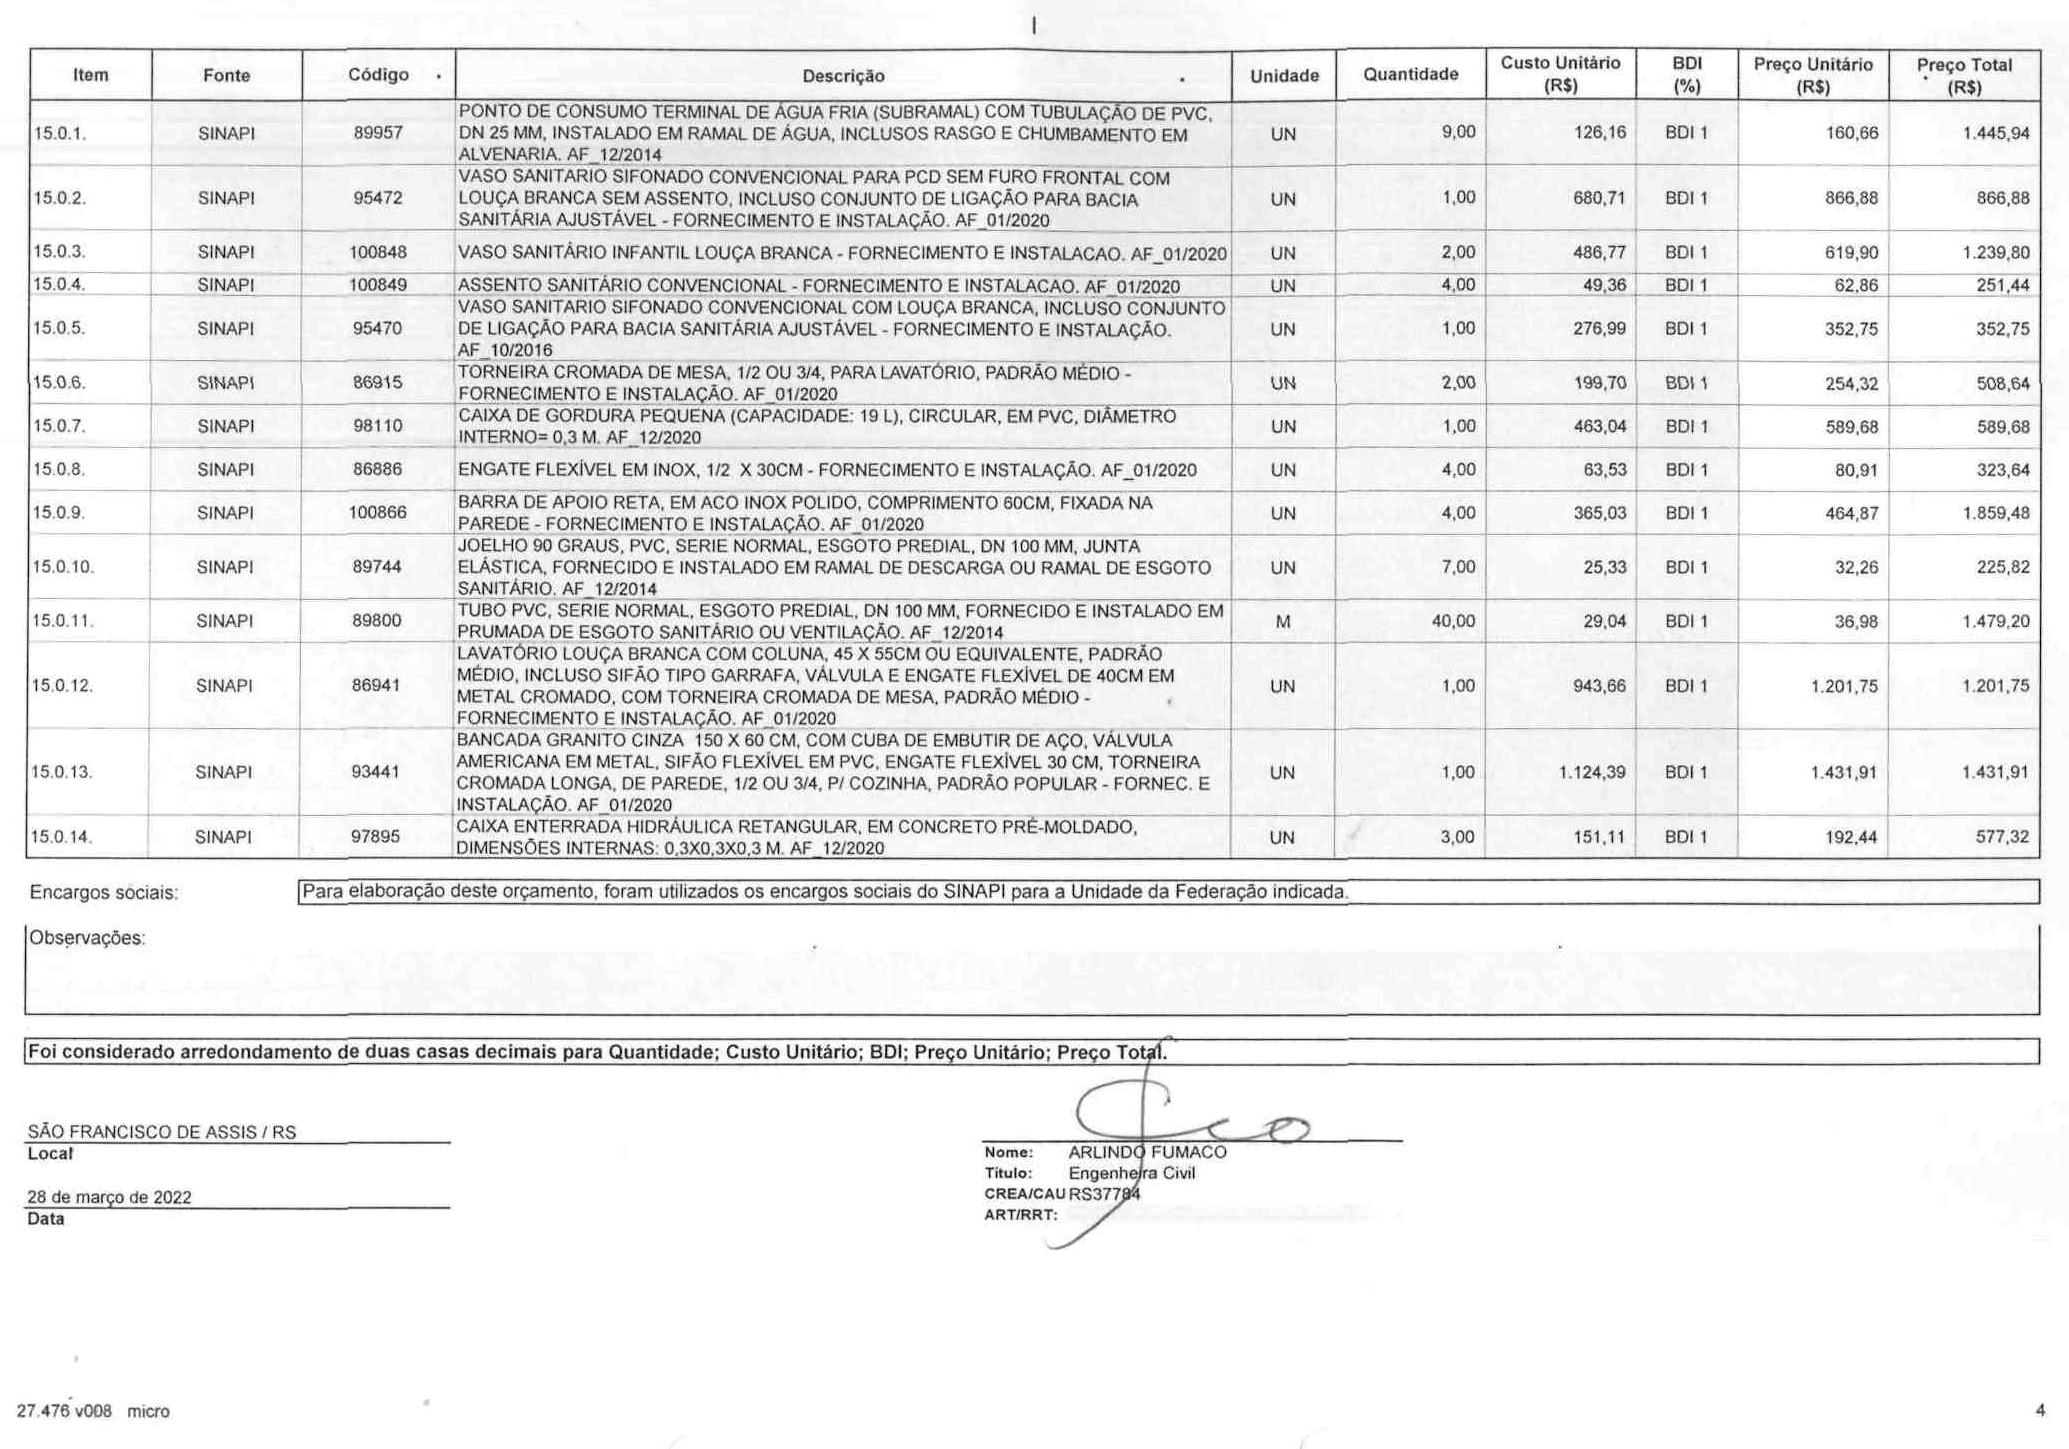 Item Fonte Código Descrição Unidade Quantidade Custo Unitário (R$) BDI (%) Preço Unitário (R$) Preço Total (R$)
15.0.1. SINAPI 89957 PONTO DE CONSUMO TERMINAL DE ÁGUA FRIA (SUBRAMAL) COM TUBULAÇÃO DE PVC, UN 9,00 126,16 BDI 1 160,66 1.445,94
DN 25 MM, INSTALADO EM RAMAL DE ÁGUA, INCLUSOS RASGO E CHUMBAMENTO EM
ALVENARIA. AF_12/2014
15.0.2. SINAPI 95472 VASO SANITARIO SIFONADO CONVENCIONAL PARA PCD SEM FURO FRONTAL COM UN 1,00 680,71 BDI 1 866,88 866,88
LOUÇA BRANCA SEM ASSENTO, INCLUSO CONJUNTO DE LIGAÇÃO PARA BACIA
SANITÁRIA AJUSTÁVEL - FORNECIMENTO E INSTALAÇÃO. AF_01/2020
15.0.3. SINAPI 100848 VASO SANITÁRIO INFANTIL LOUÇA BRANCA - FORNECIMENTO E INSTALACAO. AF_01/2020 UN 2,00 486,77 BDI 1 619,90 1.239,80
15.0.4. SINAPI 100849 ASSENTO SANITÁRIO CONVENCIONAL - FORNECIMENTO E INSTALACAO. AF_01/2020 UN 4,00 49,36 BDI 1 62,86 251,44
15.0.5. SINAPI 95470 VASO SANITARIO SIFONADO CONVENCIONAL COM LOUÇA BRANCA, INCLUSO CONJUNTO UN 1,00 276,99 BDI 1 352,75 352,75
DE LIGAÇÃO PARA BACIA SANITÁRIA AJUSTÁVEL - FORNECIMENTO E INSTALAÇÃO.
AF_10/2016
15.0.6. SINAPI 86915 TORNEIRA CROMADA DE MESA, 1/2 OU 3/4, PARA LAVATÓRIO, PADRÃO MÉDIO - UN 2,00 199,70 BDI 1 254,32 508,64
FORNECIMENTO E INSTALAÇÃO. AF_01/2020
15.0.7. SINAPI 98110 CAIXA DE GORDURA PEQUENA (CAPACIDADE: 19 L), CIRCULAR, EM PVC, DIÂMETRO UN 1,00 463,04 BDI 1 589,68 589,68
INTERNO= 0,3 M. AF_12/2020
15.0.8. SINAPI 86886 ENGATE FLEXÍVEL EM INOX, 1/2 X 30CM - FORNECIMENTO E INSTALAÇÃO. AF_01/2020 UN 4,00 63,53 BDI 1 80,91 323,64
15.0.9. SINAPI 100866 BARRA DE APOIO RETA, EM ACO INOX POLIDO, COMPRIMENTO 60CM, FIXADA NA UN 4,00 365,03 BDI 1 464,87 1.859,48
PAREDE - FORNECIMENTO E INSTALAÇÃO. AF_01/2020
15.0.10. SINAPI 89744 JOELHO 90 GRAUS, PVC, SERIE NORMAL, ESGOTO PREDIAL, DN 100 MM, JUNTA UN 7,00 25,33 BDI 1 32,26 225,82
ELÁSTICA, FORNECIDO E INSTALADO EM RAMAL DE DESCARGA OU RAMAL DE ESGOTO
SANITÁRIO. AF_12/2014
15.0.11. SINAPI 89800 TUBO PVC, SERIE NORMAL, ESGOTO PREDIAL, DN 100 MM, FORNECIDO E INSTALADO EM M 40,00 29,04 BDI 1 36,98 1.479,20
PRUMADA DE ESGOTO SANITÁRIO OU VENTILAÇÃO. AF_12/2014
15.0.12. SINAPI 86941 LAVATÓRIO LOUÇA BRANCA COM COLUNA, 45 X 55CM OU EQUIVALENTE, PADRÃO UN 1,00 943,66 BDI 1 1.201,75 1.201,75
MÉDIO, INCLUSO SIFÃO TIPO GARRAFA, VÁLVULA E ENGATE FLEXÍVEL DE 40CM EM
METAL CROMADO, COM TORNEIRA CROMADA DE MESA, PADRÃO MÉDIO -
FORNECIMENTO E INSTALAÇÃO. AF_01/2020
15.0.13. SINAPI 93441 BANCADA GRANITO CINZA 150 X 60 CM, COM CUBA DE EMBUTIR DE AÇO, VÁLVULA UN 1,00 1.124,39 BDI 1 1.431,91 1.431,91
AMERICANA EM METAL, SIFÃO FLEXÍVEL EM PVC, ENGATE FLEXÍVEL 30 CM, TORNEIRA
CROMADA LONGA, DE PAREDE, 1/2 OU 3/4, P/ COZINHA, PADRÃO POPULAR - FORNEC. E
INSTALAÇÃO. AF_01/2020
15.0.14. SINAPI 97895 CAIXA ENTERRADA HIDRÁULICA RETANGULAR, EM CONCRETO PRÉ-MOLDADO, UN 3,00 151,11 BDI 1 192,44 577,32
DIMENSÕES INTERNAS: 0,3X0,3X0,3 M. AF_12/2020
Encargos sociais: Para elaboração deste orçamento, foram utilizados os encargos sociais do SINAPI para a Unidade da Federação indicada.
Observações:
Foi considerado arredondamento de duas casas decimais para Quantidade; Custo Unitário; BDI; Preço Unitário; Preço Total.
SÃO FRANCISCO DE ASSIS / RS
Local
28 de março de 2022
Data
Nome: ARLINDO FUMACO
Título: Engenheira Civil
CREA/CAU RS37784
ART/RRT:
27.476 v008 micro
4